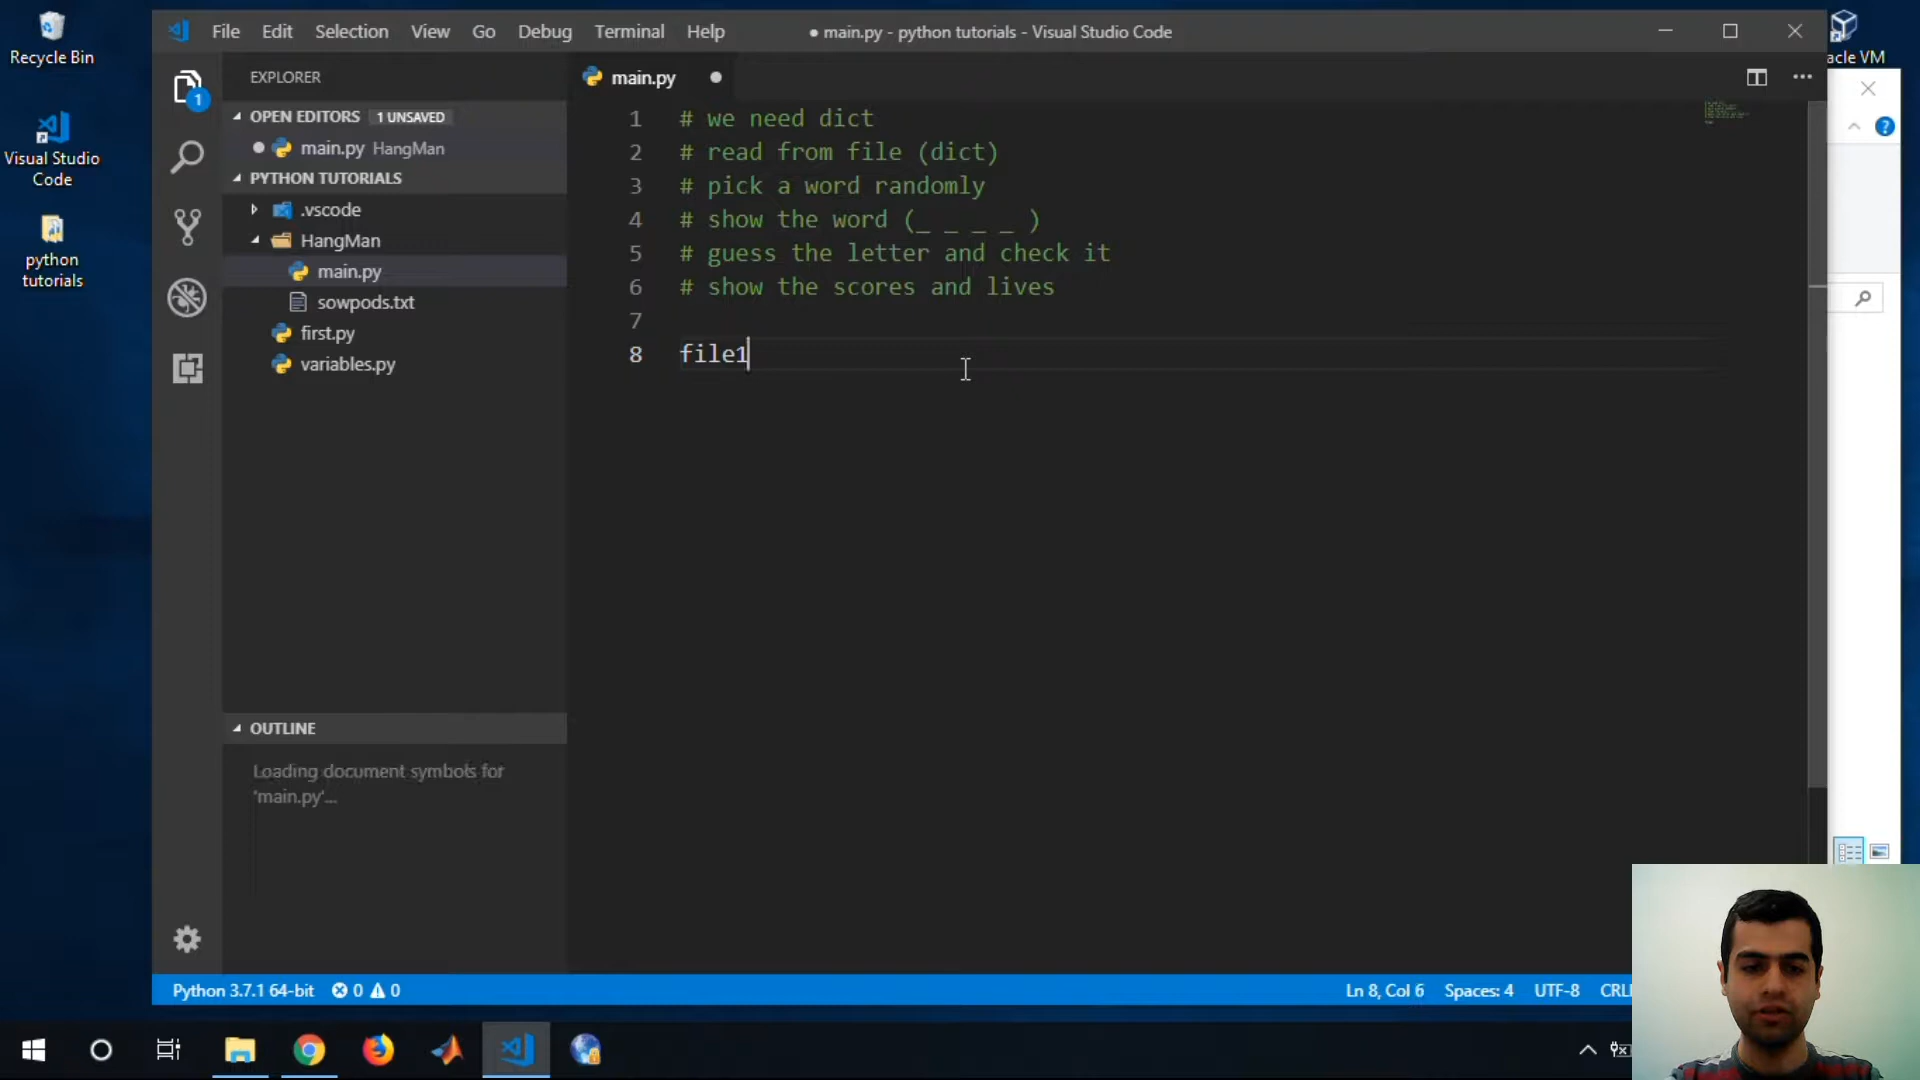 Recycle Bin
Visual Studio
Code
python
tutorials
acle VM
File Edit Selection View Go Debug Terminal Help
● main.py - python tutorials - Visual Studio Code
1
EXPLORER
OPEN EDITORS 1 UNSAVED
main.py HangMan
PYTHON TUTORIALS
.vscode
HangMan
main.py
sowpods.txt
first.py
variables.py
OUTLINE
Loading document symbols for
'main.py'...
main.py
1 # we need dict
2 # read from file (dict)
3 # pick a word randomly
4 # show the word (_ _ _ _ )
5 # guess the letter and check it
6 # show the scores and lives
7
8 file1
Python 3.7.1 64-bit 0 0
Ln 8, Col 6 Spaces: 4 UTF-8 CRL